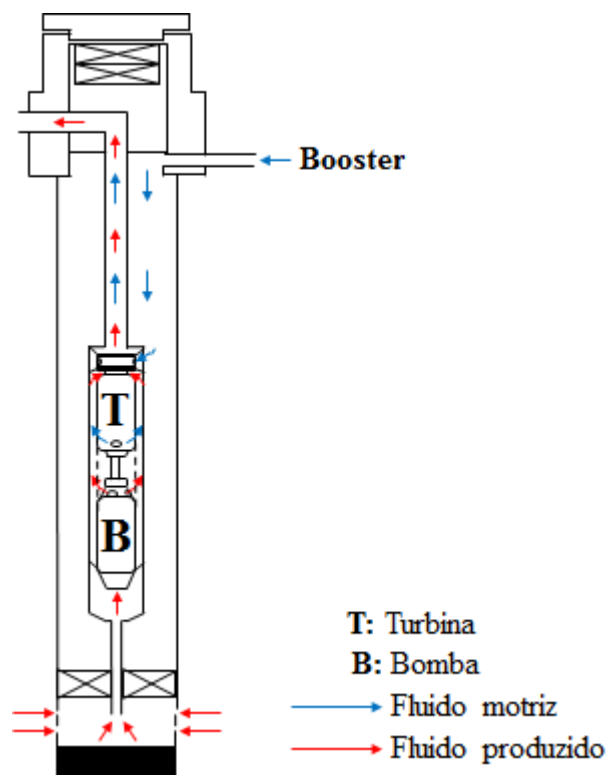 Booster
T
B
T: Turbina
B: Bomba
Fluido motriz
Fluido produzido